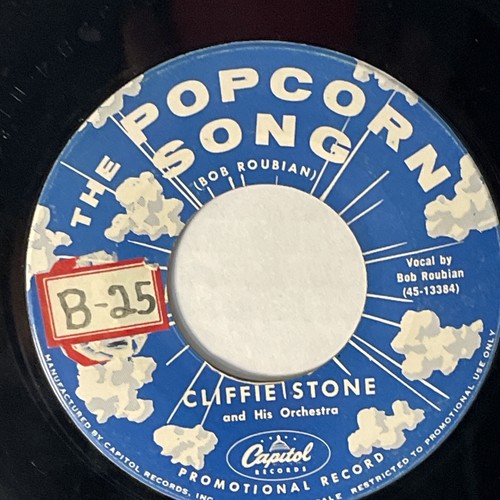 THE POPCORN
SONG
(BOB ROUBIAN)
Vocal by
Bob Roubian
(45-13384)
B-25
CLIFFIE STONE
and His Orchestra
Capitol
RECORDS
PROMOTIONAL RECORD
MANUFACTURED BY CAPITOL RECORDS, INC
RESTRICTED TO PROMOTIONAL USE ONLY